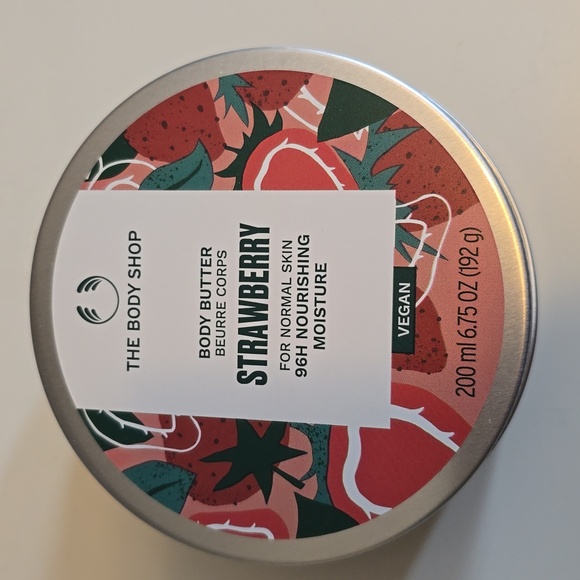 THE BODY SHOP
BODY BUTTER
BEURRE CORPS
STRAWBERRY
FOR NORMAL SKIN
96H NOURISHING
MOISTURE
VEGAN
200 ml 6.75 OZ (192 g)